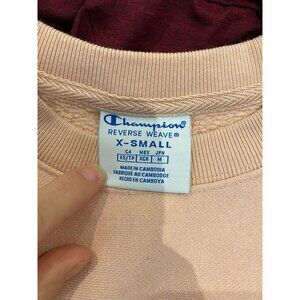 Champion®
REVERSE WEAVE®
X-SMALL
CA MEX JPN
XS/TP XCH M
MADE IN CAMBODIA
FABRIQUÉ AU CAMBODGE
HECHO EN CAMBOYA